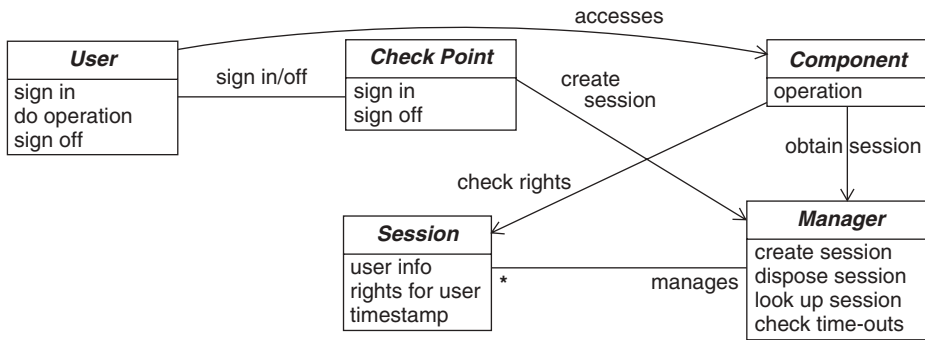 accesses
User
sign in
do operation
sign off
sign in/off
Check Point
sign in
sign off
create
session
Component
operation
obtain session
check rights
Session
user info
rights for user
timestamp
*
manages
Manager
create session
dispose session
look up session
check time-outs